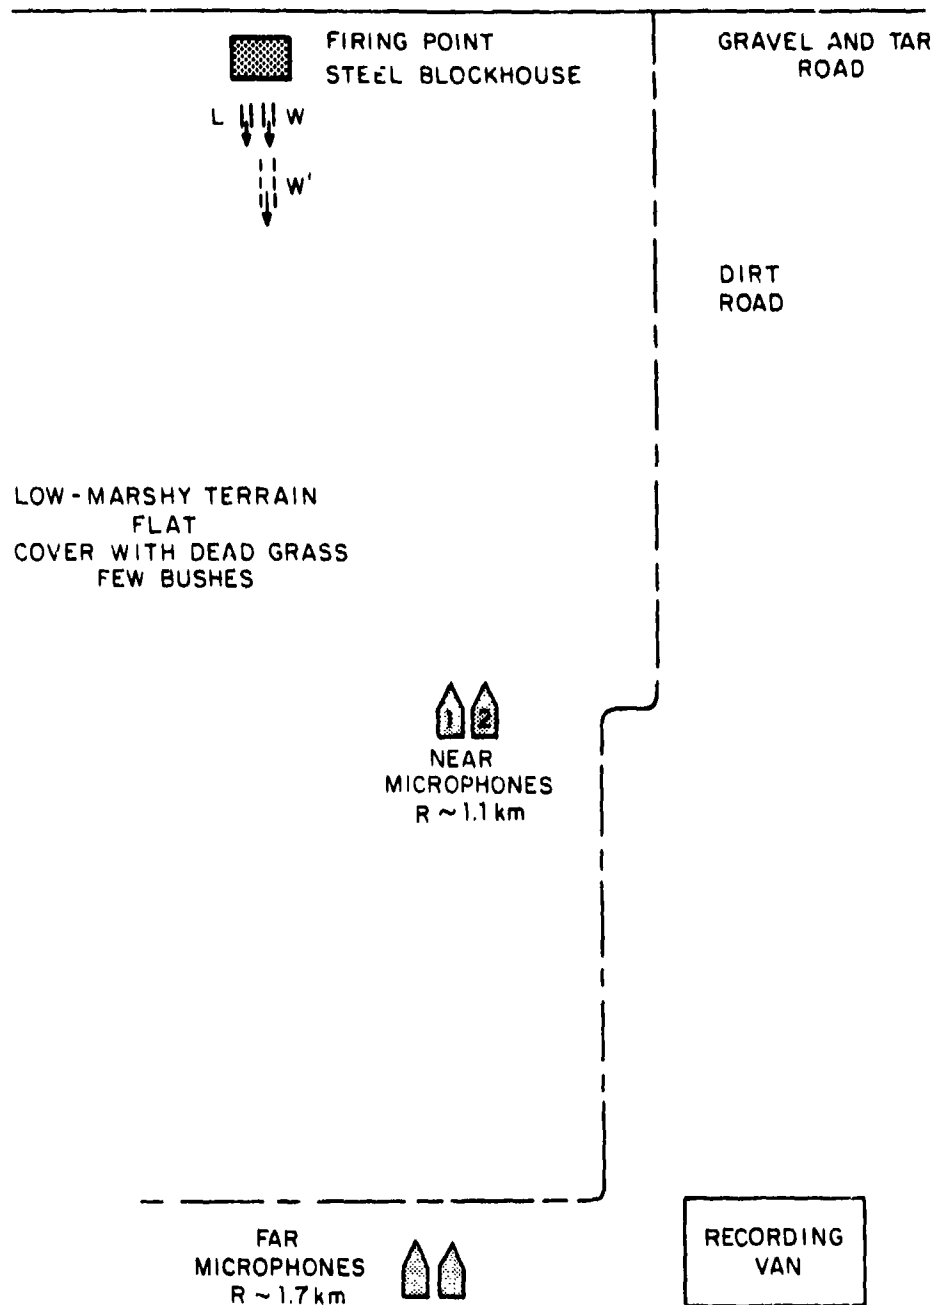 FIRING POINT
STEEL BLOCKHOUSE
GRAVEL AND TAR
ROAD
L W
W'
DIRT
ROAD
LOW-MARSHY TERRAIN
FLAT
COVER WITH DEAD GRASS
FEW BUSHES
1 2
NEAR
MICROPHONES
R ~ 1.1 km
FAR
MICROPHONES
R ~ 1.7 km
RECORDING
VAN